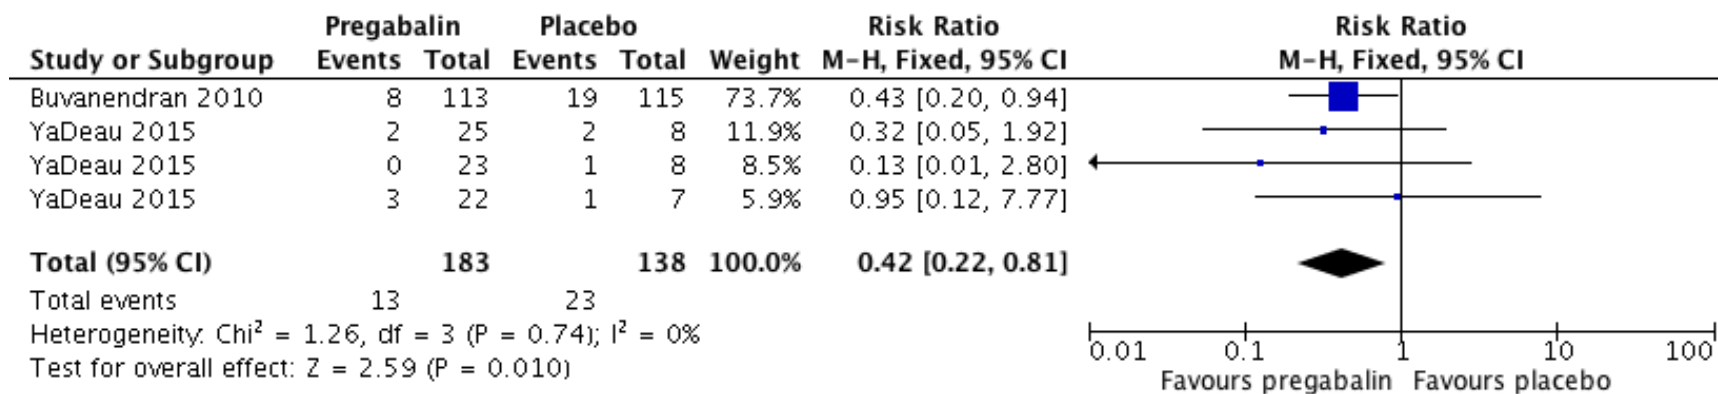 Pregabalin Placebo Risk Ratio Risk Ratio
Study or Subgroup Events Total Events Total Weight M-H, Fixed, 95% CI M-H, Fixed, 95% CI
Buvanendran 2010 8 113 19 115 73.7% 0.43 [0.20, 0.94]
YaDeau 2015 2 25 2 8 11.9% 0.32 [0.05, 1.92]
YaDeau 2015 0 23 1 8 8.5% 0.13 [0.01, 2.80]
YaDeau 2015 3 22 1 7 5.9% 0.95 [0.12, 7.77]
Total (95% CI) 183 138 100.0% 0.42 [0.22, 0.81]
Total events 13 23
Heterogeneity: Chi² = 1.26, df = 3 (P = 0.74); I² = 0%
Test for overall effect: Z = 2.59 (P = 0.010)
0.01 0.1 1 10 100
Favours pregabalin Favours placebo